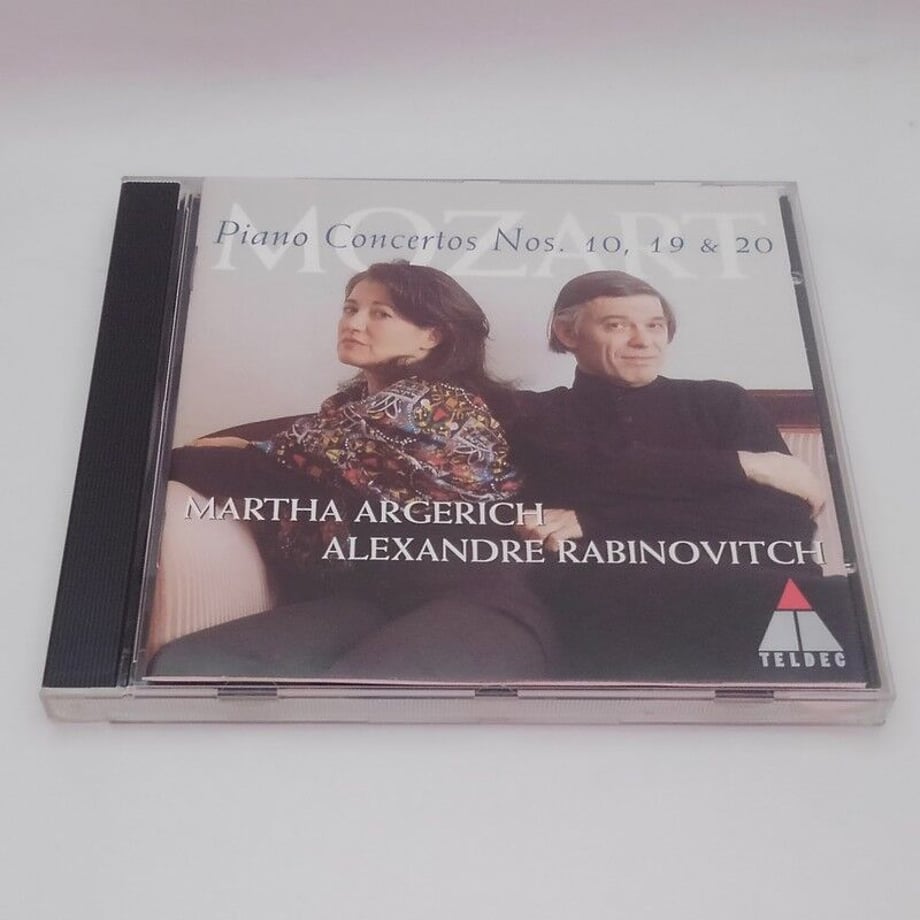 MOZART
Piano Concertos Nos. 10, 19 & 20
MARTHA ARGERICH
ALEXANDRE RABINOVITCH
TELDEC